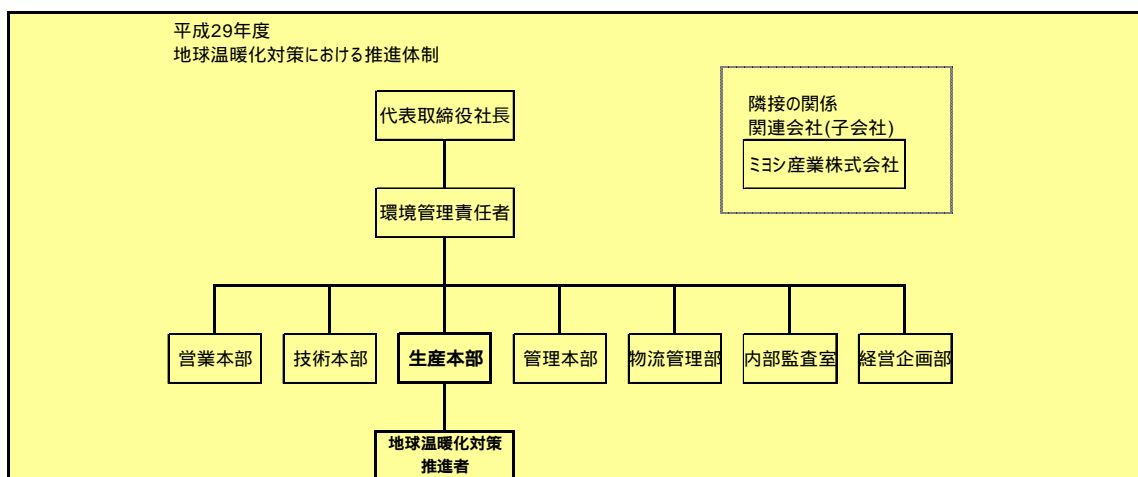 平成29年度
地球温暖化対策における推進体制
隣接の関係
関連会社(子会社)
ﾐﾖｼ産業株式会社
代表取締役社長
環境管理責任者
営業本部
技術本部
生産本部
管理本部
物流管理部
内部監査室
経営企画部
地球温暖化対策
推進者